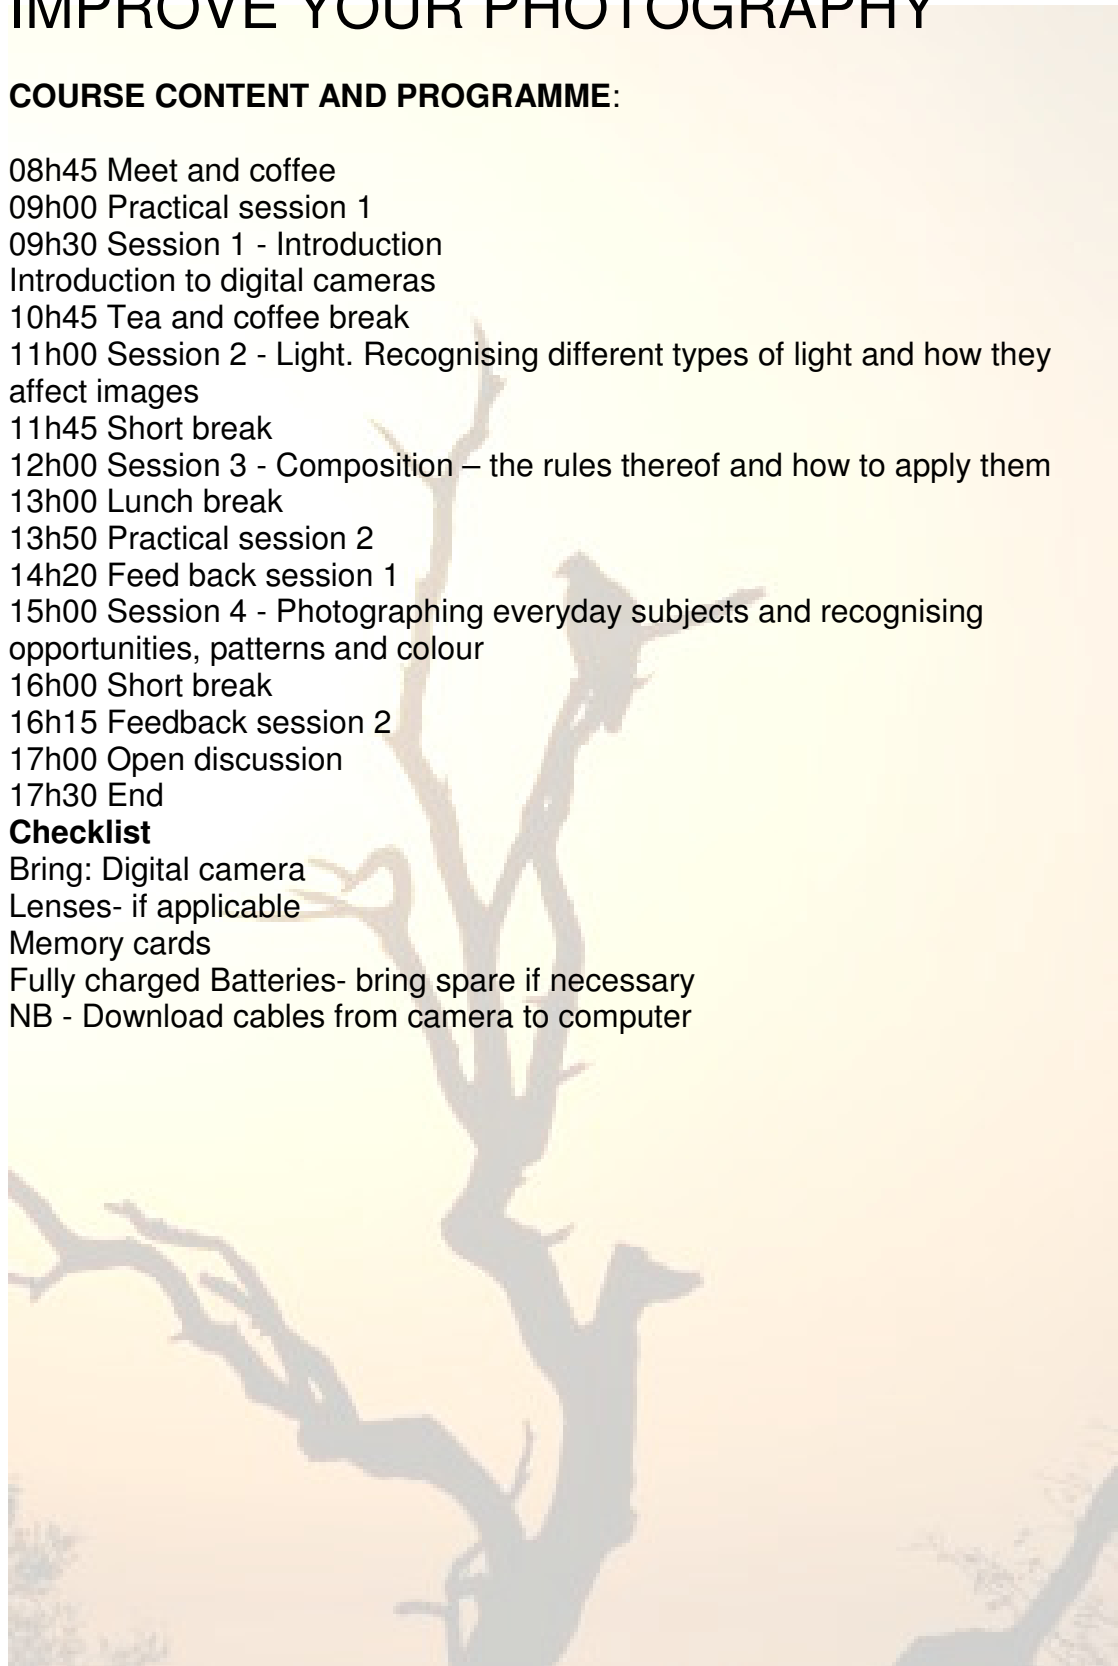 IMPROVE YOUR PHOTOGRAPHY
COURSE CONTENT AND PROGRAMME:
08h45 Meet and coffee
09h00 Practical session 1
09h30 Session 1 - Introduction
Introduction to digital cameras
10h45 Tea and coffee break
11h00 Session 2 - Light. Recognising different types of light and how they
affect images
11h45 Short break
12h00 Session 3 - Composition – the rules thereof and how to apply them
13h00 Lunch break
13h50 Practical session 2
14h20 Feed back session 1
15h00 Session 4 - Photographing everyday subjects and recognising
opportunities, patterns and colour
16h00 Short break
16h15 Feedback session 2
17h00 Open discussion
17h30 End
Checklist
Bring: Digital camera
Lenses- if applicable
Memory cards
Fully charged Batteries- bring spare if necessary
NB - Download cables from camera to computer